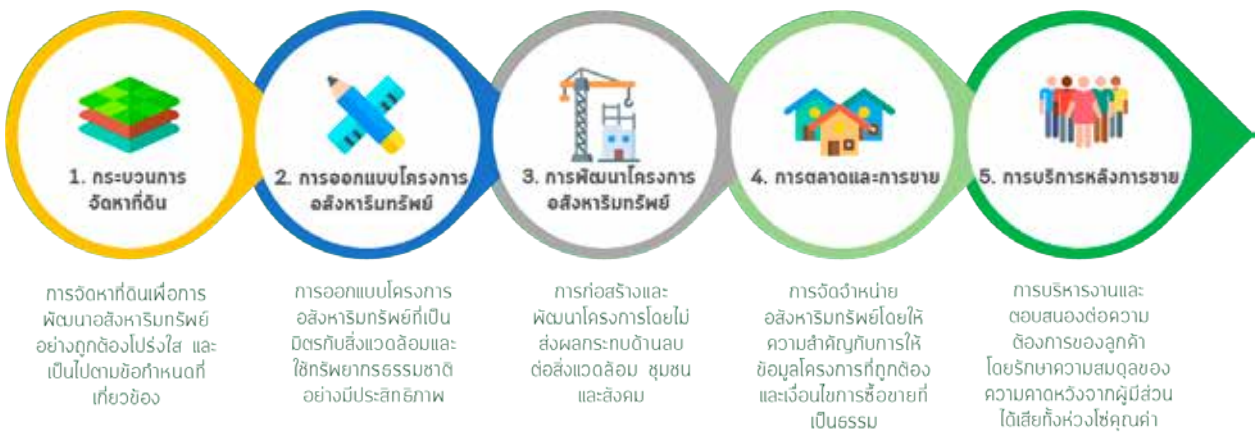 1. กระบวนการ
จัดหาที่ดิน
2. การออกแบบโครงการ
อสังหาริมทรัพย์
3. การพัฒนาโครงการ
อสังหาริมทรัพย์
4. การตลาดและการขาย
5. การบริการหลังการขาย
การจัดหาที่ดินเพื่อการ
พัฒนาอสังหาริมทรัพย์
อย่างถูกต้องโปร่งใส และ
เป็นไปตามข้อกำหนดที่
เกี่ยวข้อง
การออกแบบโครงการ
อสังหาริมทรัพย์ที่เป็น
มิตรกับสิ่งแวดล้อมและ
ใช้ทรัพยากรธรรมชาติ
อย่างมีประสิทธิภาพ
การก่อสร้างและ
พัฒนาโครงการโดยไม่
ส่งผลกระทบด้านลบ
ต่อสิ่งแวดล้อม ชุมชน
และสังคม
การจัดจำหน่าย
อสังหาริมทรัพย์โดยให้
ความสำคัญกับการให้
ข้อมูลโครงการที่ถูกต้อง
และเงื่อนไขการซื้อขายที่
เป็นธรรม
การบริหารงานและ
ตอบสนองต่อความ
ต้องการของลูกค้า
โดยรักษาความสมดุลของ
ความคาดหวังจากผู้มีส่วน
ได้เสียทั้งห่วงโซ่คุณค่า